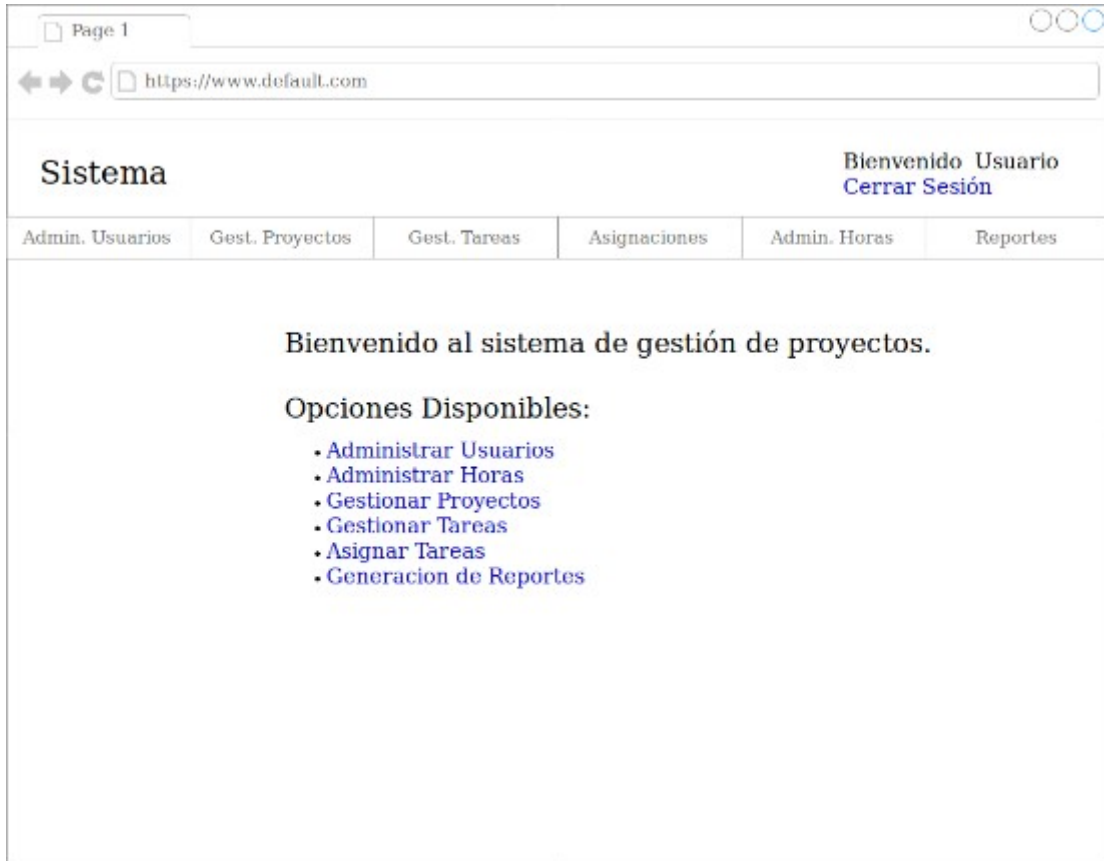 Page 1
https://www.default.com
Sistema
Bienvenido Usuario
Cerrar Sesión
Admin. Usuarios Gest. Proyectos Gest. Tareas Asignaciones Admin. Horas Reportes
Bienvenido al sistema de gestión de proyectos.
Opciones Disponibles:
• Administrar Usuarios
• Administrar Horas
• Gestionar Proyectos
• Gestionar Tareas
• Asignar Tareas
• Generacion de Reportes